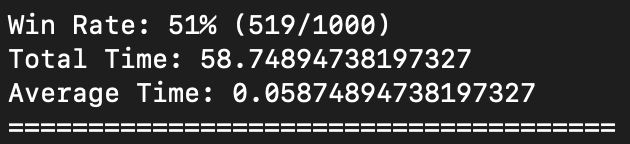 Win Rate: 51% (519/1000)
Total Time: 58.74894738197327
Average Time: 0.05874894738197327
======================================